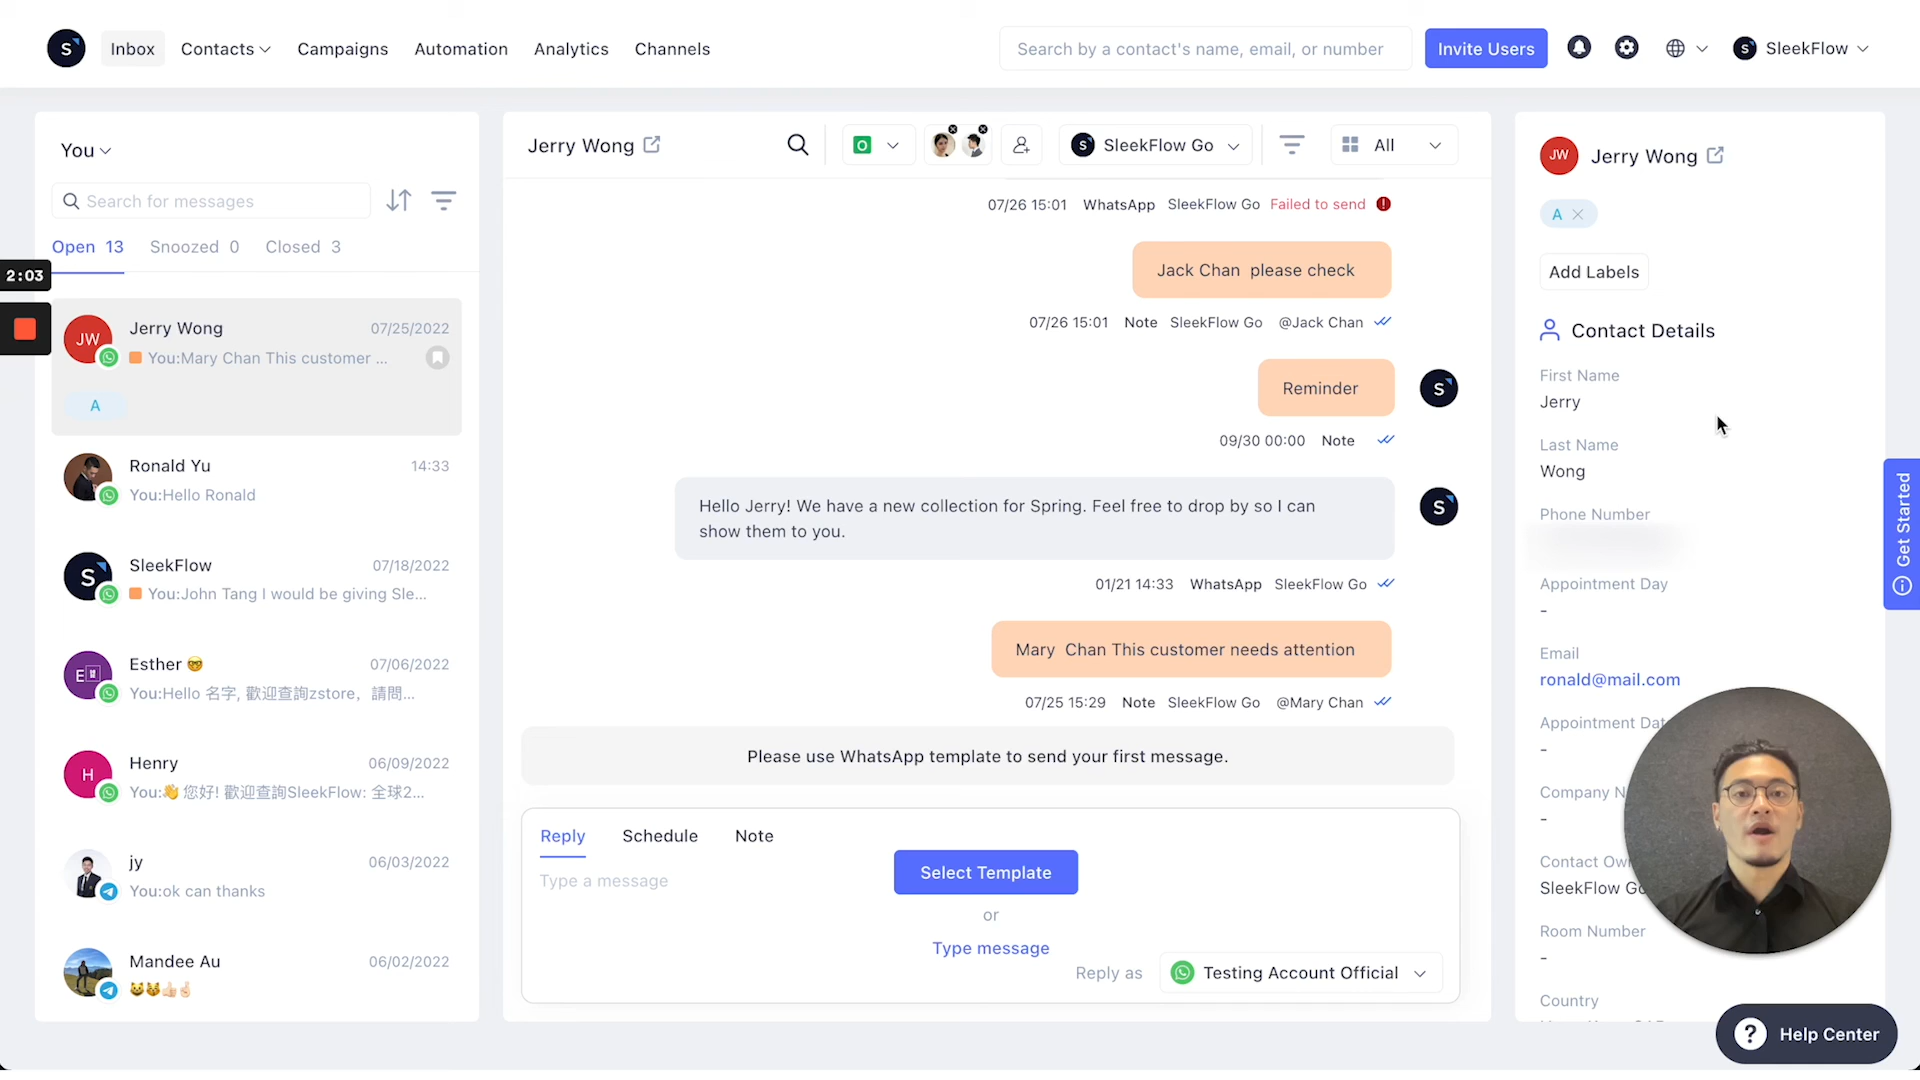 S
Inbox
Contacts
Campaigns
Automation
Analytics
Channels
Search by a contact's name, email, or number
Invite Users
S
SleekFlow
You
Search for messages
Open 13
Snoozed 0
Closed 3
2:03
JW
Jerry Wong
07/25/2022
You:Mary Chan This customer ...
A
Ronald Yu
14:33
You:Hello Ronald
S
SleekFlow
07/18/2022
You:John Tang I would be giving Sle...
Esther 🤓
07/06/2022
You:Hello 名字, 歡迎查詢zstore，請問...
H
Henry
06/09/2022
You:👋 您好! 歡迎查詢SleekFlow: 全球2...
jy
06/03/2022
You:ok can thanks
Mandee Au
06/02/2022
Jerry Wong
O
S
SleekFlow Go
All
07/26 15:01 WhatsApp SleekFlow Go Failed to send
Jack Chan please check
07/26 15:01 Note SleekFlow Go @Jack Chan
Reminder
S
09/30 00:00 Note
Hello Jerry! We have a new collection for Spring. Feel free to drop by so I can
show them to you.
S
01/21 14:33 WhatsApp SleekFlow Go
Mary Chan This customer needs attention
07/25 15:29 Note SleekFlow Go @Mary Chan
Please use WhatsApp template to send your first message.
Reply
Schedule
Note
Type a message
Select Template
or
Type message
Reply as
Testing Account Official
JW
Jerry Wong
A
Add Labels
Contact Details
First Name
Jerry
Last Name
Wong
Phone Number
Appointment Day
-
Email
ronald@mail.com
Appointment Dat
-
Company N
-
Contact Ow
SleekFlow Go
Room Number
-
Country
Get Started
Help Center